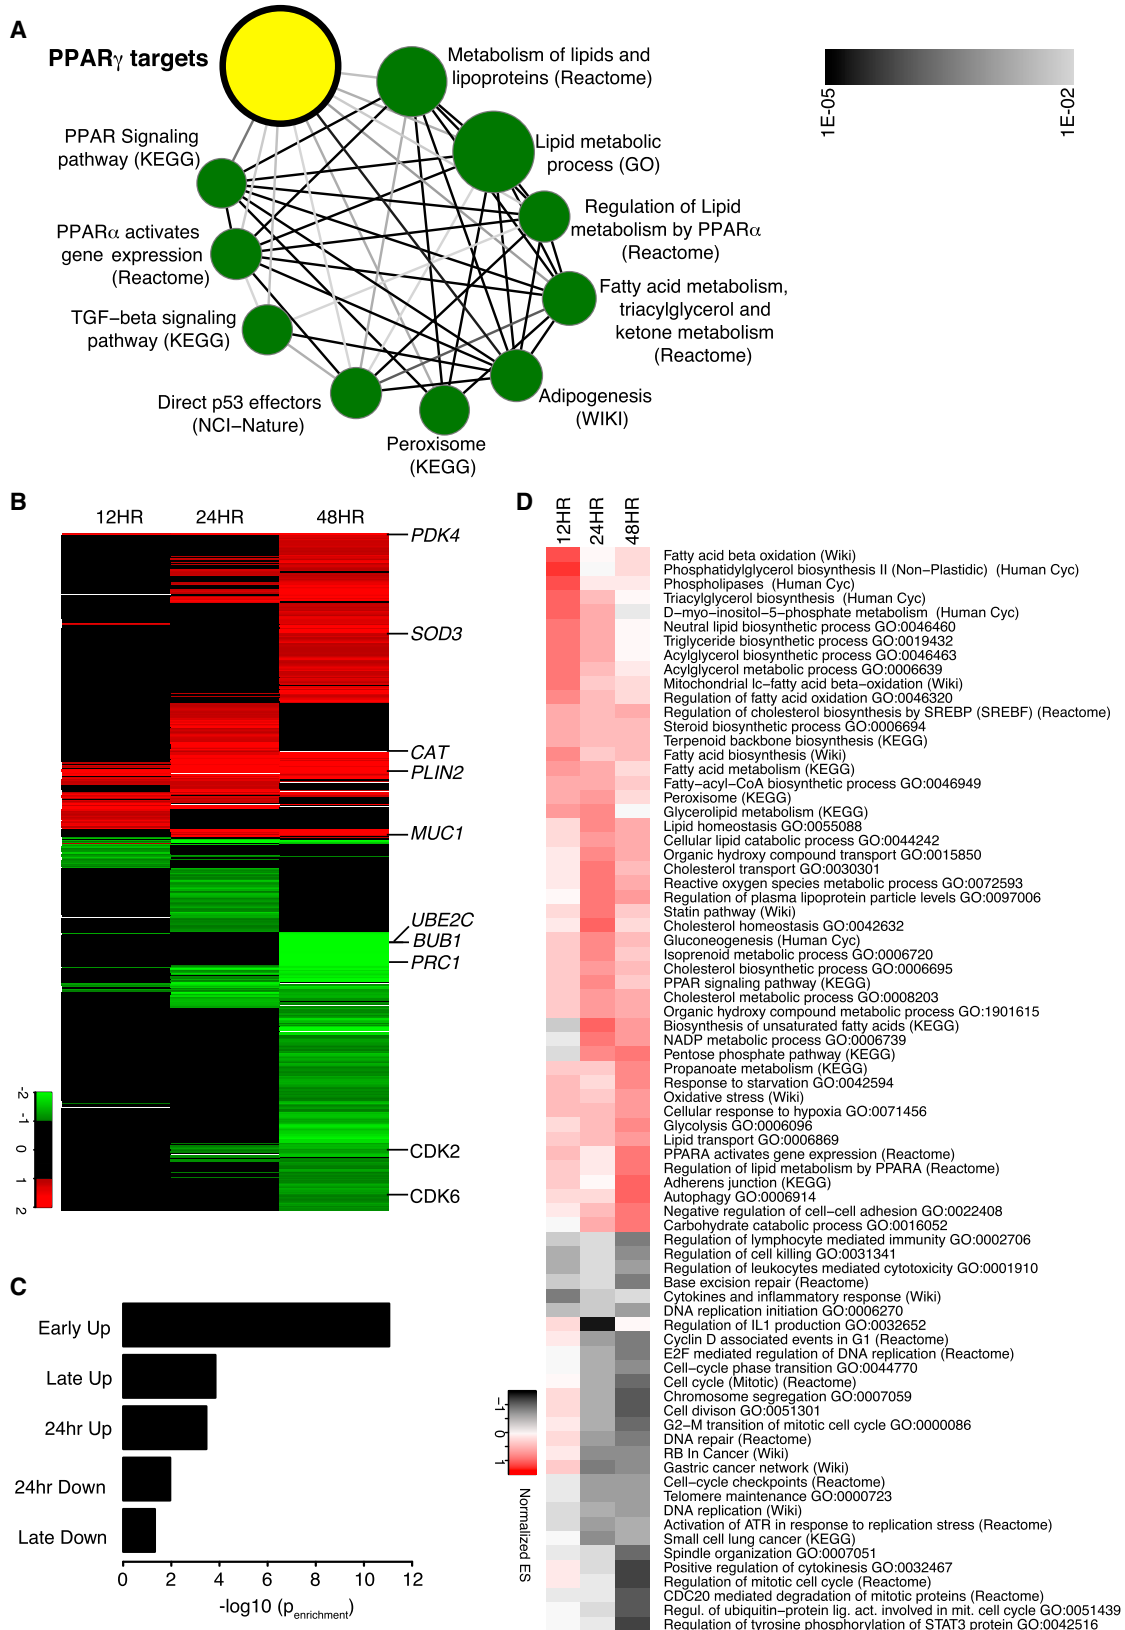 A
PPARγ targets
Metabolism of lipids and
lipoproteins (Reactome)
1E-05
1E-02
PPAR Signaling
pathway (KEGG)
Lipid metabolic
process (GO)
PPARα activates
gene expression
(Reactome)
Regulation of Lipid
metabolism by PPARα
(Reactome)
TGF−beta signaling
pathway (KEGG)
Fatty acid metabolism,
triacylglycerol and
ketone metabolism
(Reactome)
Direct p53 effectors
(NCI−Nature)
Adipogenesis
(WIKI)
Peroxisome
(KEGG)
B
12HR
24HR
48HR
PDK4
SOD3
CAT
PLIN2
MUC1
UBE2C
BUB1
PRC1
CDK2
CDK6
-2
-1
0
1
2
C
Early Up
Late Up
24hr Up
24hr Down
Late Down
0 2 4 6 8 10 12
-log10 (penrichment)
D
12HR
24HR
48HR
Fatty acid beta oxidation (Wiki)
Phosphatidylglycerol biosynthesis II (Non−Plastidic) (Human Cyc)
Phospholipases (Human Cyc)
Triacylglycerol biosynthesis (Human Cyc)
D−myo−inositol−5−phosphate metabolism (Human Cyc)
Neutral lipid biosynthetic process GO:0046460
Triglyceride biosynthetic process GO:0019432
Acylglycerol biosynthetic process GO:0046463
Acylglycerol metabolic process GO:0006639
Mitochondrial lc−fatty acid beta−oxidation (Wiki)
Regulation of fatty acid oxidation GO:0046320
Regulation of cholesterol biosynthesis by SREBP (SREBF) (Reactome)
Steroid biosynthetic process GO:0006694
Terpenoid backbone biosynthesis (KEGG)
Fatty acid biosynthesis (Wiki)
Fatty acid metabolism (KEGG)
Fatty−acyl−CoA biosynthetic process GO:0046949
Peroxisome (KEGG)
Glycerolipid metabolism (KEGG)
Lipid homeostasis GO:0055088
Cellular lipid catabolic process GO:0044242
Organic hydroxy compound transport GO:0015850
Cholesterol transport GO:0030301
Reactive oxygen species metabolic process GO:0072593
Regulation of plasma lipoprotein particle levels GO:0097006
Statin pathway (Wiki)
Cholesterol homeostasis GO:0042632
Gluconeogenesis (Human Cyc)
Isoprenoid metabolic process GO:0006720
Cholesterol biosynthetic process GO:0006695
PPAR signaling pathway (KEGG)
Cholesterol metabolic process GO:0008203
Organic hydroxy compound metabolic process GO:1901615
Biosynthesis of unsaturated fatty acids (KEGG)
NADP metabolic process GO:0006739
Pentose phosphate pathway (KEGG)
Propanoate metabolism (KEGG)
Response to starvation GO:0042594
Oxidative stress (Wiki)
Cellular response to hypoxia GO:0071456
Glycolysis GO:0006096
Lipid transport GO:0006869
PPARA activates gene expression (Reactome)
Regulation of lipid metabolism by PPARA (Reactome)
Adherens junction (KEGG)
Autophagy GO:0006914
Negative regulation of cell−cell adhesion GO:0022408
Carbohydrate catabolic process GO:0016052
Regulation of lymphocyte mediated immunity GO:0002706
Regulation of cell killing GO:0031341
Regulation of leukocytes mediated cytotoxicity GO:0001910
Base excision repair (Reactome)
Cytokines and inflammatory response (Wiki)
DNA replication initiation GO:0006270
Regulation of IL1 production GO:0032652
Cyclin D associated events in G1 (Reactome)
E2F mediated regulation of DNA replication (Reactome)
Cell−cycle phase transition GO:0044770
Cell cycle (Mitotic) (Reactome)
Chromosome segregation GO:0007059
Cell divison GO:0051301
G2−M transition of mitotic cell cycle GO:0000086
DNA repair (Reactome)
RB In Cancer (Wiki)
Gastric cancer network (Wiki)
Cell−cycle checkpoints (Reactome)
Telomere maintenance GO:0000723
DNA replication (Wiki)
Activation of ATR in response to replication stress (Reactome)
Small cell lung cancer (KEGG)
Spindle organization GO:0007051
Positive regulation of cytokinesis GO:0032467
Regulation of mitotic cell cycle (Reactome)
CDC20 mediated degradation of mitotic proteins (Reactome)
Regul. of ubiquitin−protein lig. act. involved in mit. cell cycle GO:0051439
Regulation of tyrosine phosphorylation of STAT3 protein GO:0042516
−1
0
1
Normalized ES